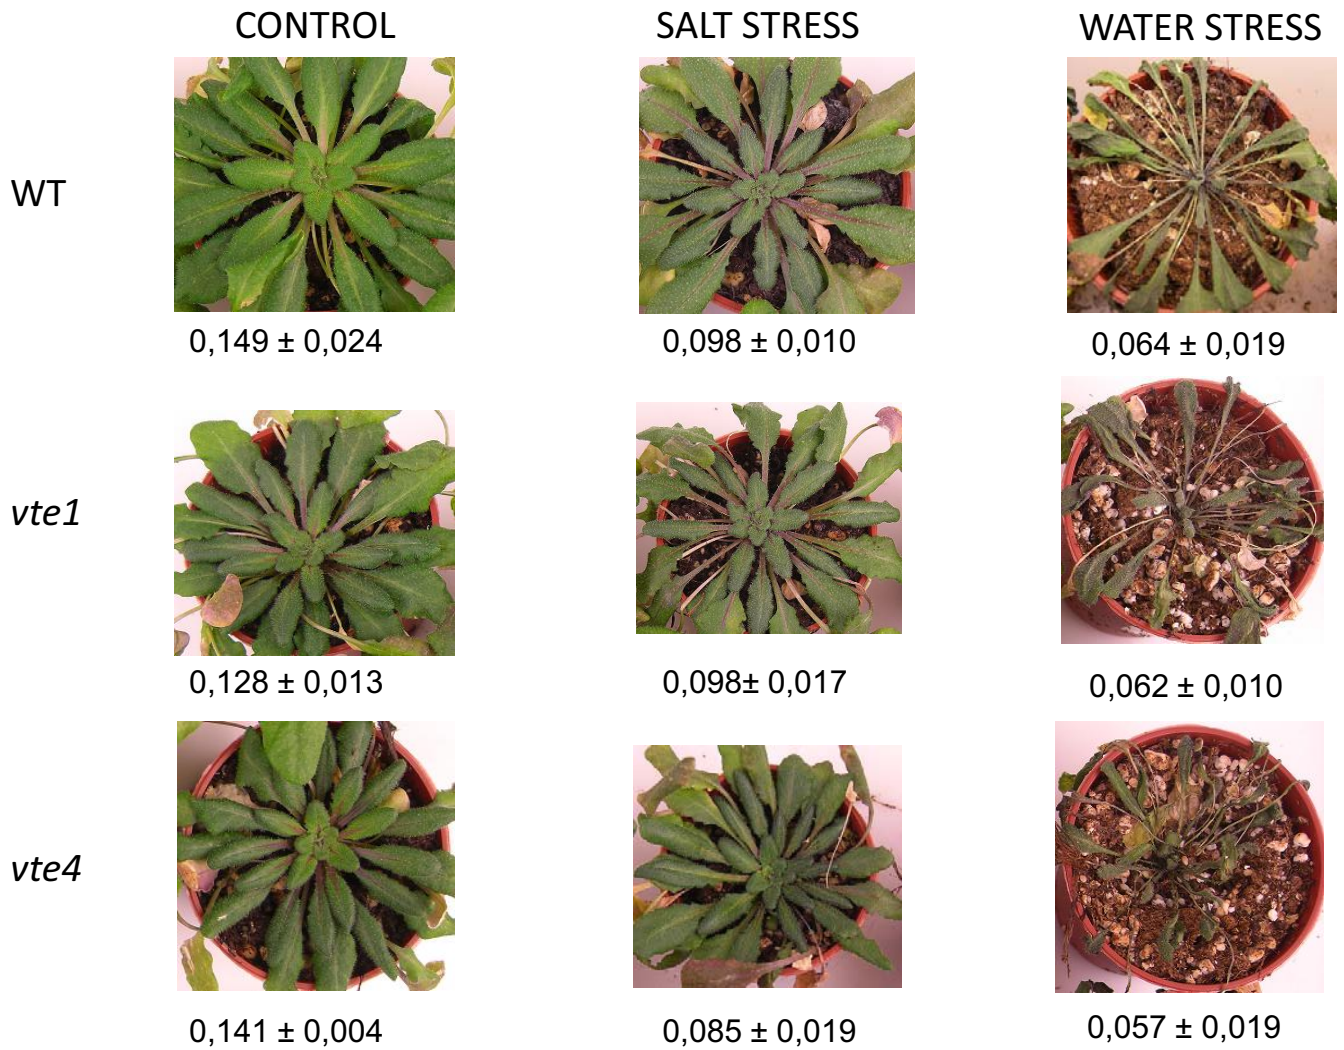 CONTROL SALT STRESS WATER STRESS
WT
0,149 ± 0,024 0,098 ± 0,010 0,064 ± 0,019
vte1
0,128 ± 0,013 0,098± 0,017 0,062 ± 0,010
vte4
0,141 ± 0,004 0,085 ± 0,019 0,057 ± 0,019